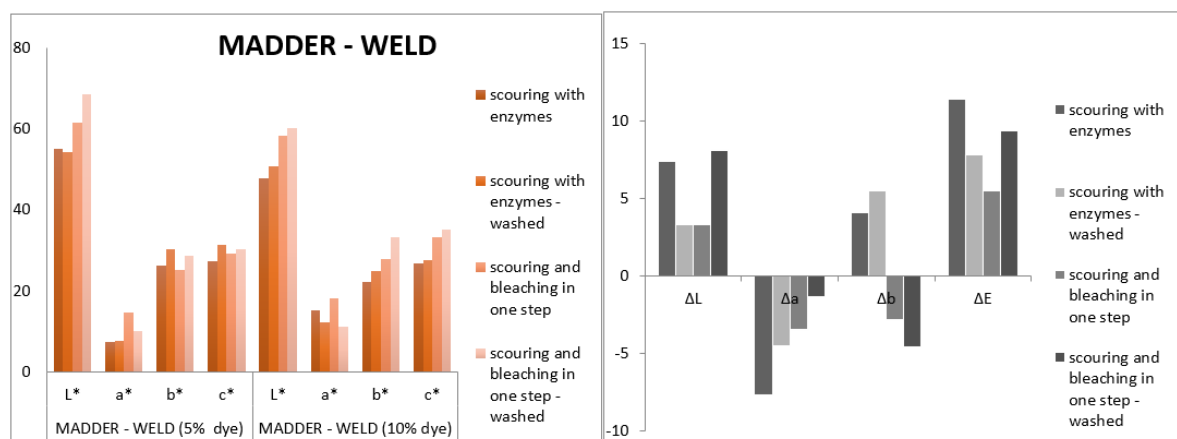 MADDER - WELD
80
60
40
20
0
L*
a*
b*
c*
L*
a*
b*
c*
MADDER - WELD (5% dye)
MADDER - WELD (10% dye)
scouring with
enzymes
scouring with
enzymes -
washed
scouring and
bleaching in
one step
scouring and
bleaching in
one step -
washed
15
10
5
0
-5
-10
ΔL
Δa
Δb
ΔE
scouring with
enzymes
scouring with
enzymes -
washed
scouring and
bleaching in
one step
scouring and
bleaching in
one step -
washed